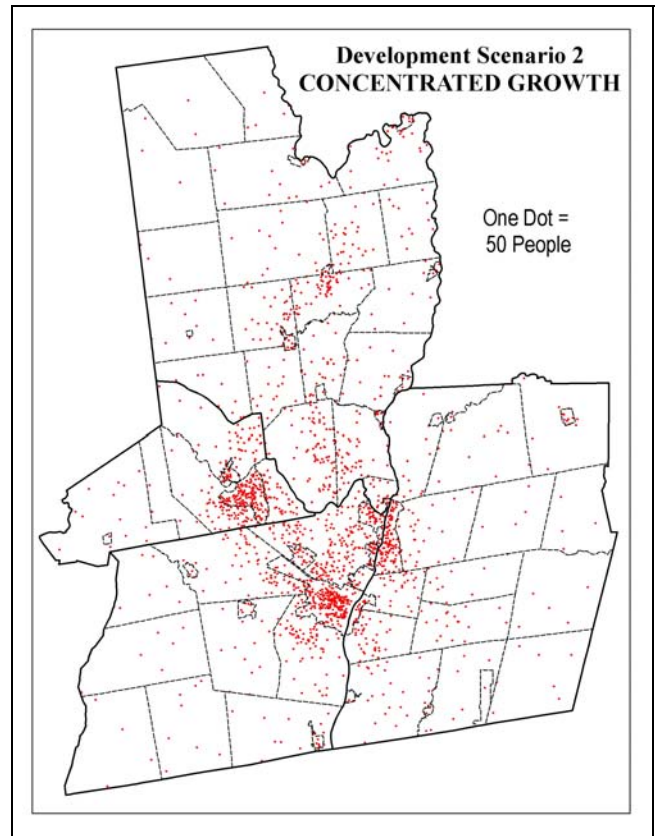 Development Scenario 2
CONCENTRATED GROWTH
One Dot =
50 People